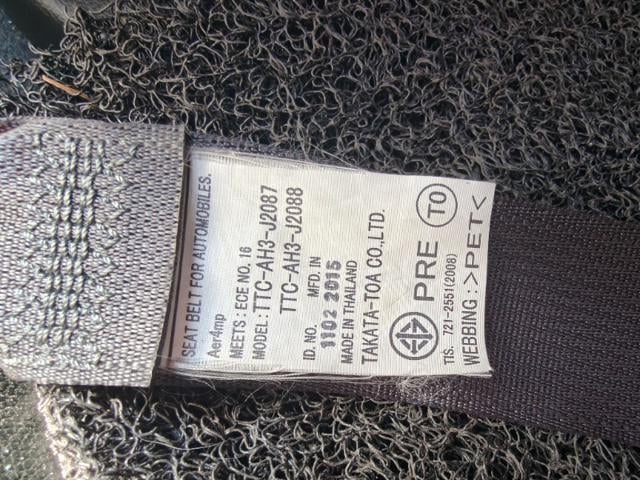 SEAT BELT FOR AUTOMOBILES.
Aer4mp
MEETS : ECE NO. 16
MODEL: TTC-AH3-J2087
TTC-AH3-J2088
ID. NO. MFD. IN
1102 2015
MADE IN THAILAND
TAKATA-TOA CO.,LTD.
PRE TO
TIS. 721-2551(2008)
WEBBING : >PET<